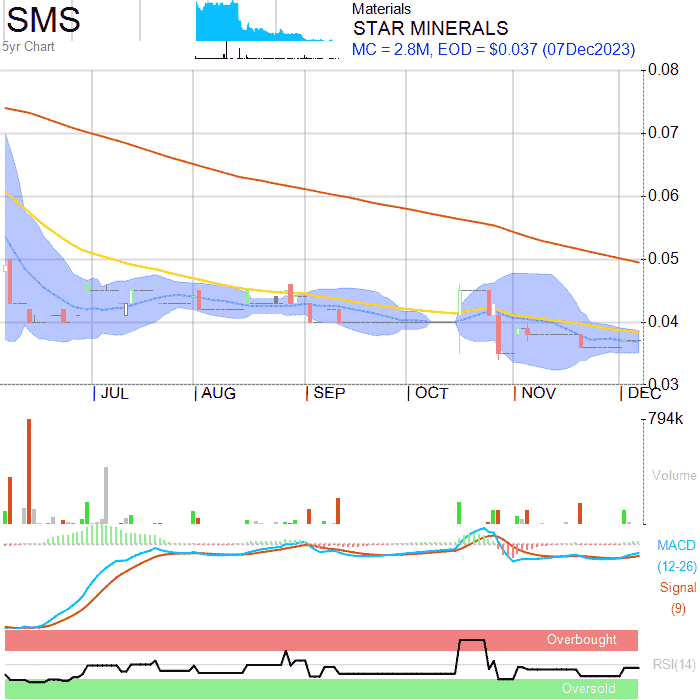 SMS
5yr Chart
Materials
STAR MINERALS
MC = 2.8M, EOD = $0.037 (07Dec2023)
0.08
0.07
0.06
0.05
0.04
0.03
JUL AUG SEP OCT NOV DEC
794k
Volume
MACD
(12-26)
Signal
(9)
Overbought
RSI(14)
Oversold